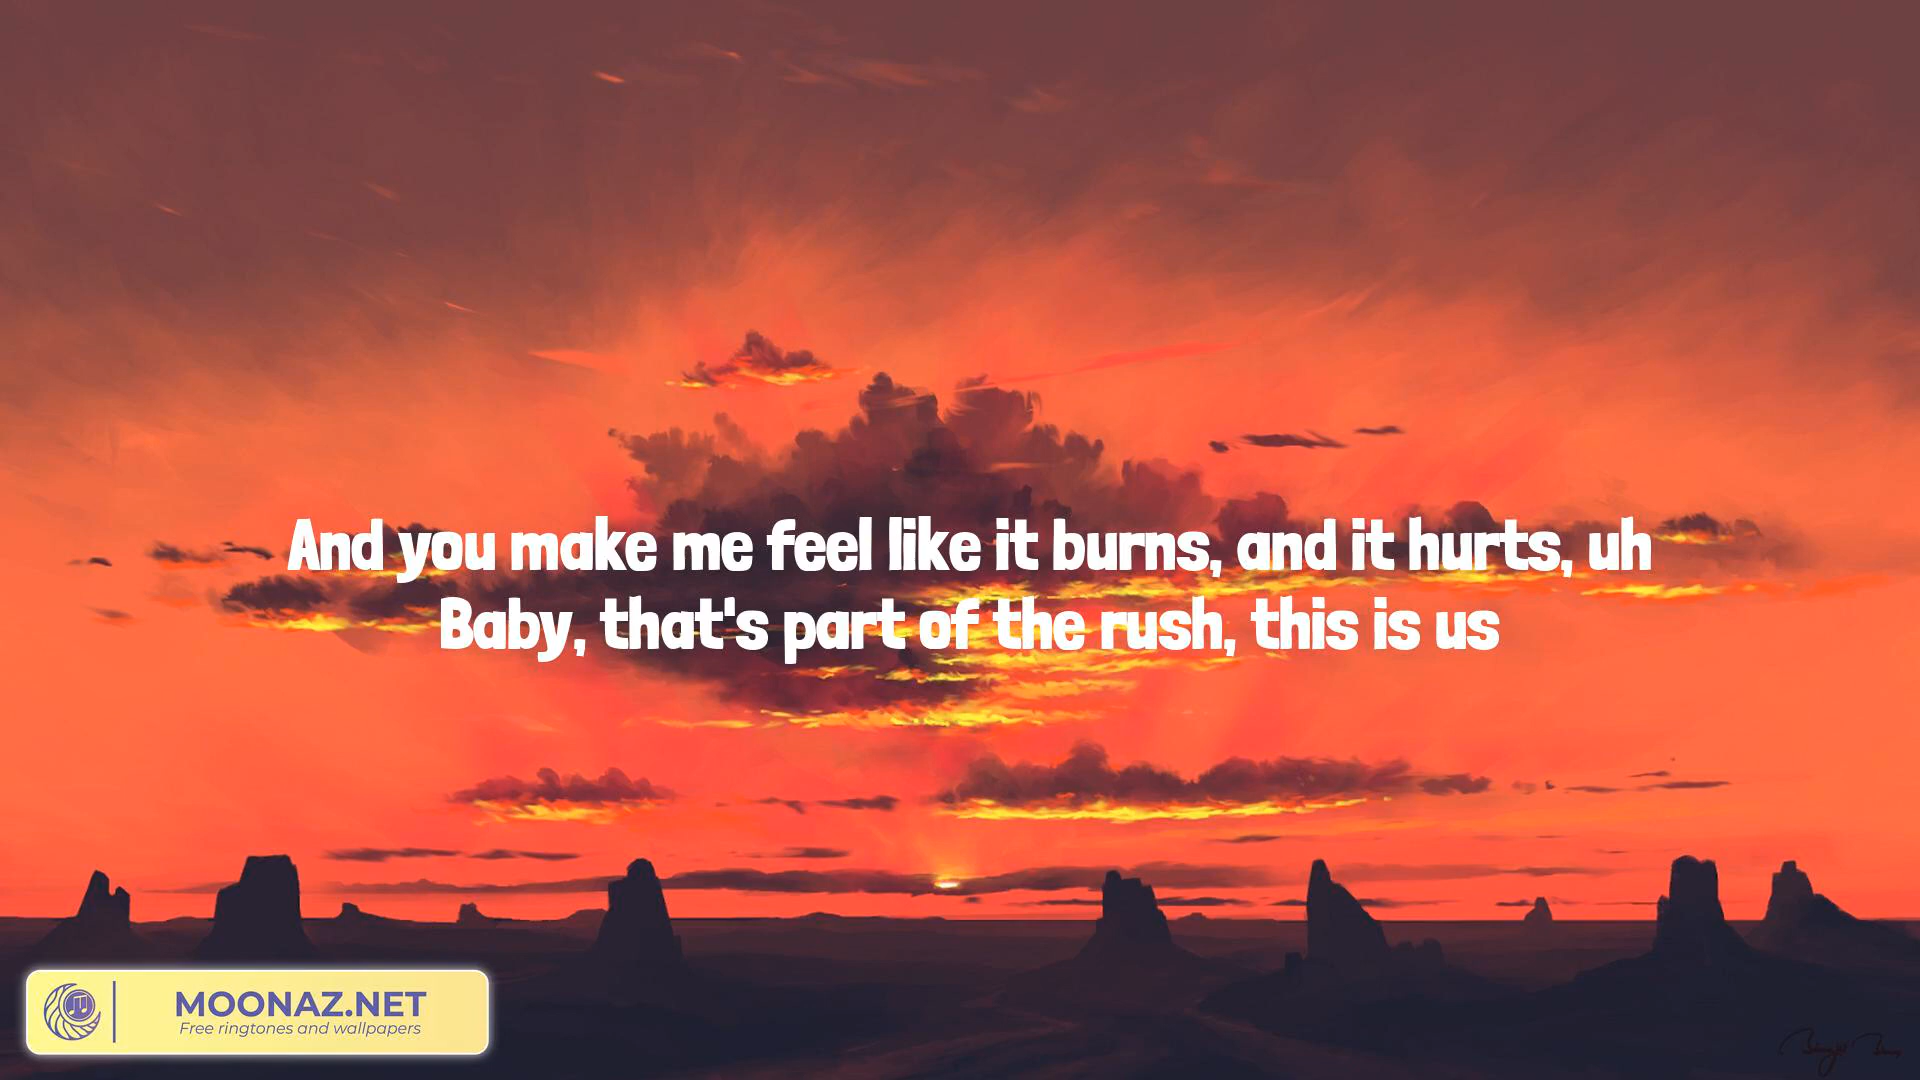 And you make me feel like it burns, and it hurts, uh
Baby, that's part of the rush, this is us
MOONAZ.NET
Free ringtones and wallpapers